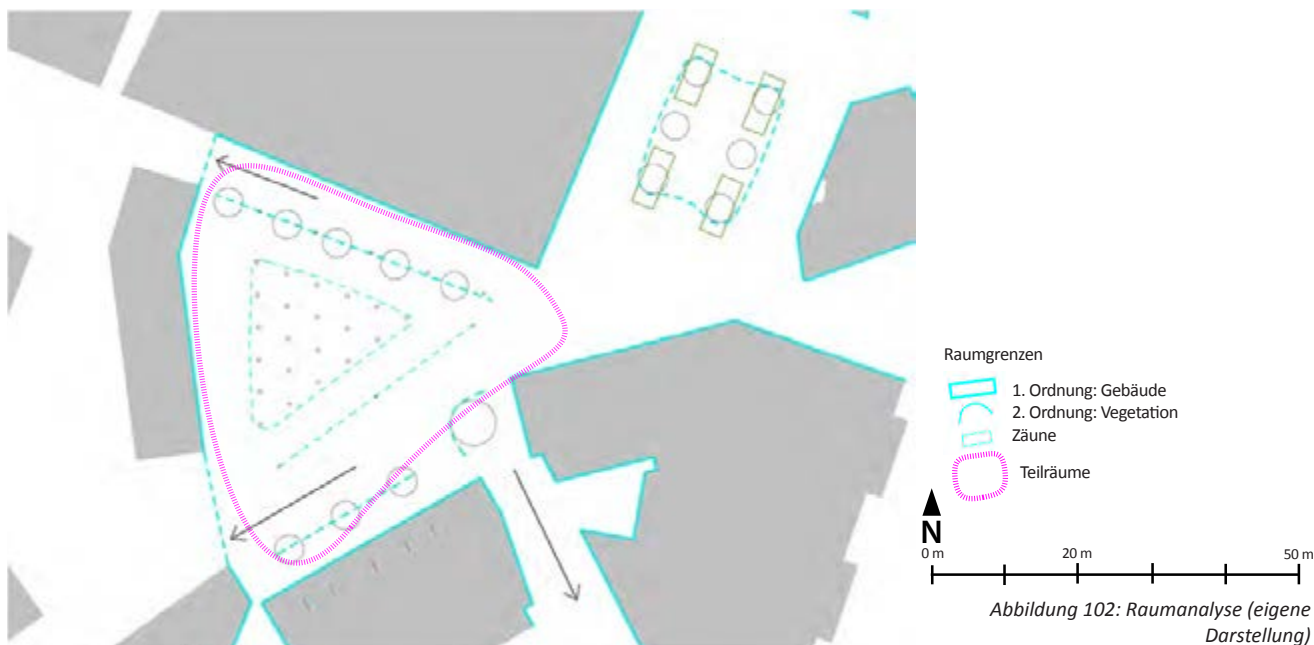 Raumgrenzen
1. Ordnung: Gebäude
2. Ordnung: Vegetation
Zäune
Teilräume
N
0 m 20 m 50 m
Abbildung 102: Raumanalyse (eigene
Darstellung)